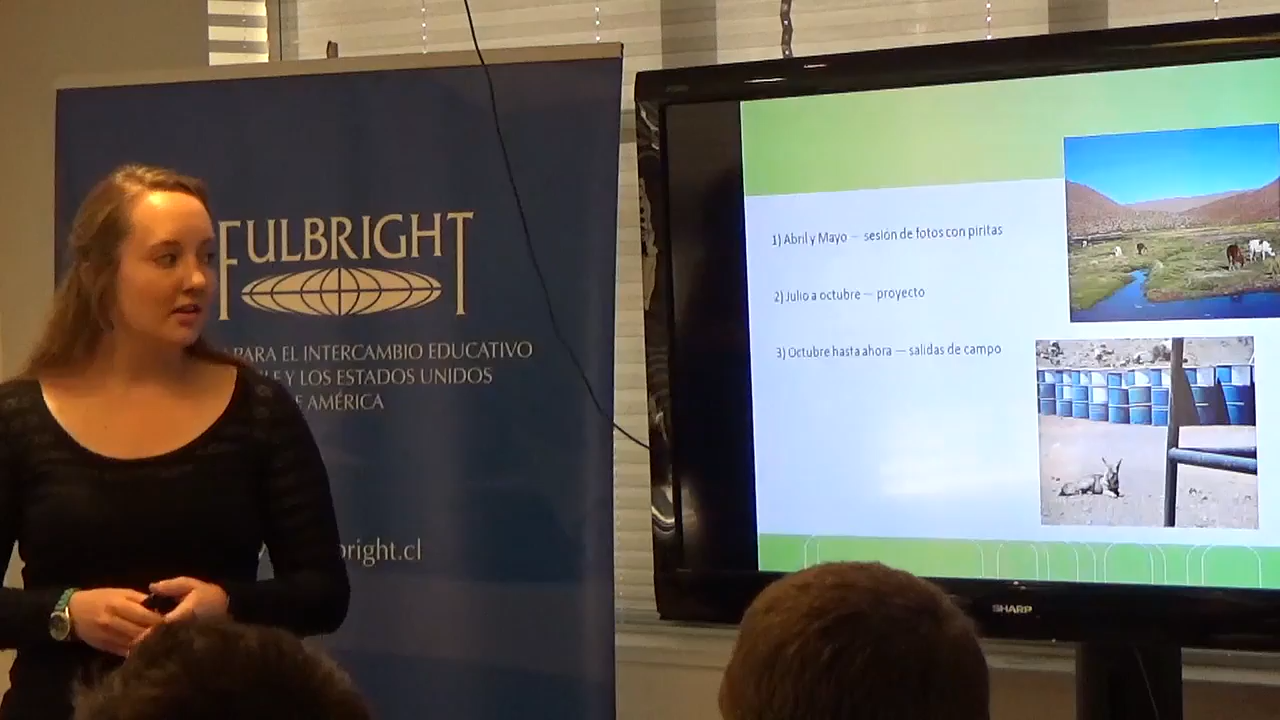 FULBRIGHT
PARA EL INTERCAMBIO EDUCATIVO
Y LOS ESTADOS UNIDOS
AMÉRICA
bright.cl
1) Abril y Mayo – sesión de fotos con piritas
2) Julio a octubre – proyecto
3) Octubre hasta ahora – salidas de campo
SHARP